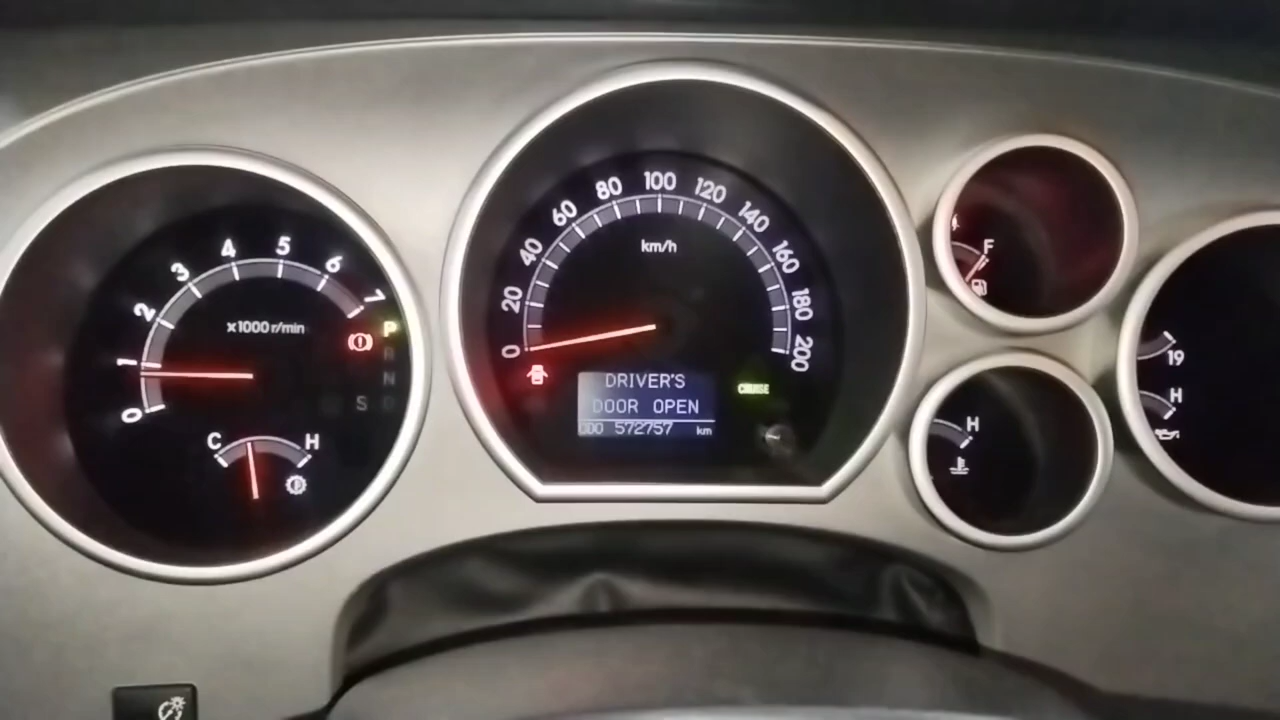 0 1 2 3 4 5 6 7
x1000 r/min
P
R
N
D
S
C H
0 20 40 60 80 100 120 140 160 180 200
km/h
DRIVER'S
DOOR OPEN
ODO 572757 km
CRUISE
F
H
19
H